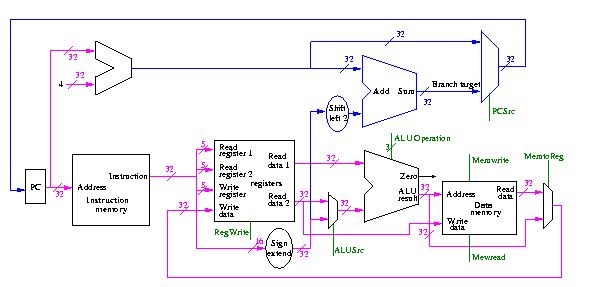 32
32
32
32
32
4
Add
Sum
Branch target
32
Shift
left 2
PCSrc
ALUOperation
3
MemtoReg
Memwrite
Read
register 1
Read
data 1
5
32
Instruction
32
5
Read
register 2
Zero
32
PC
Address
5
Write
register
registers
ALU
result
32
Address
Read
data
32
32
Instruction
memory
Read
data 2
32
32
Data
memory
32
Write
data
Write
data
32
RegWrite
16
Sign
extend
32
ALUSrc
Mewread